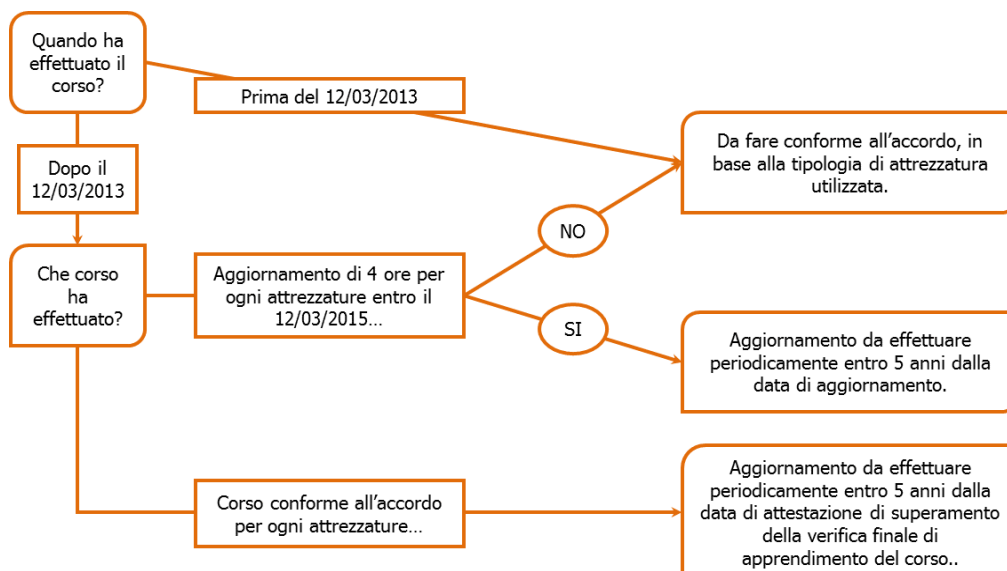 Quando ha
effettuato il
corso?
Prima del 12/03/2013
Da fare conforme all'accordo, in
base alla tipologia di attrezzatura
utilizzata.
Dopo il
12/03/2013
NO
Che corso
ha
effettuato?
Aggiornamento di 4 ore per
ogni attrezzature entro il
12/03/2015…
SI
Aggiornamento da effettuare
periodicamente entro 5 anni dalla
data di aggiornamento.
Corso conforme all'accordo
per ogni attrezzature…
Aggiornamento da effettuare
periodicamente entro 5 anni dalla
data di attestazione di superamento
della verifica finale di
apprendimento del corso..